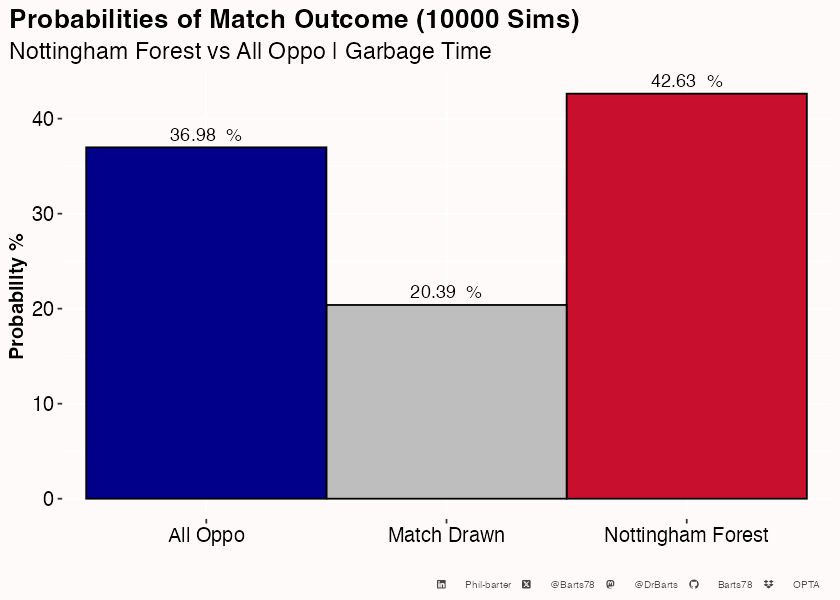 Probabilities of Match Outcome (10000 Sims)
Nottingham Forest vs All Oppo | Garbage Time
42.63 %
36.98 %
20.39 %
Probability %
40
30
20
10
0
All Oppo
Match Drawn
Nottingham Forest
Phil-barter @Barts78 @DrBarts Barts78 OPTA